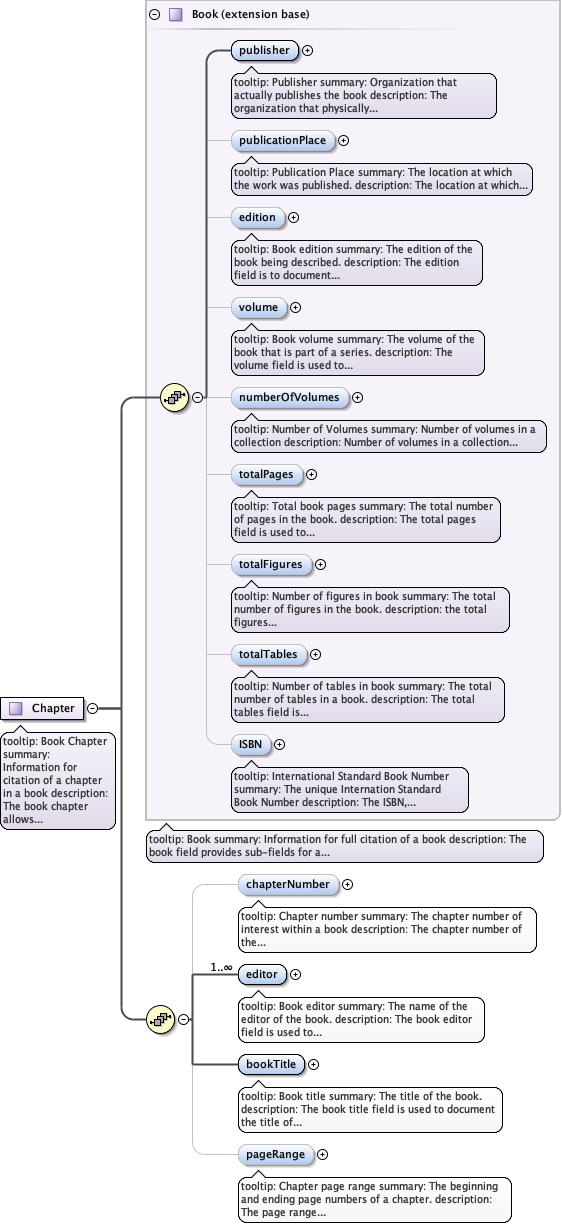 Book (extension base)
publisher
tooltip: Publisher summary: Organization that
actually publishes the book description: The
organization that physically...
publicationPlace
tooltip: Publication Place summary: The location at which
the work was published. description: The location at which...
edition
tooltip: Book edition summary: The edition of the
book being described. description: The edition
field is to document...
volume
tooltip: Book volume summary: The volume of the
book that is part of a series. description: The
volume field is used to...
numberOfVolumes
tooltip: Number of Volumes summary: Number of volumes in a
collection description: Number of volumes in a collection...
totalPages
tooltip: Total book pages summary: The total number
of pages in the book. description: The total pages
field is used to...
totalFigures
tooltip: Number of figures in book summary: The total
number of figures in the book. description: the total
figures...
totalTables
tooltip: Number of tables in book summary: The total
number of tables in a book. description: The total
tables field is...
Chapter
tooltip: Book Chapter
summary:
Information for
citation of a chapter
in a book description:
The book chapter
allows...
ISBN
tooltip: International Standard Book Number
summary: The unique Internation Standard
Book Number description: The ISBN,...
tooltip: Book summary: Information for full citation of a book description: The
book field provides sub-fields for a...
chapterNumber
tooltip: Chapter number summary: The chapter number of
interest within a book description: The chapter number of
the...
1..∞
editor
tooltip: Book editor summary: The name of the
editor of the book. description: The book editor
field is used to...
bookTitle
tooltip: Book title summary: The title of the book.
description: The book title field is used to document
the title of...
pageRange
tooltip: Chapter page range summary: The beginning
and ending page numbers of a chapter. description:
The page range...